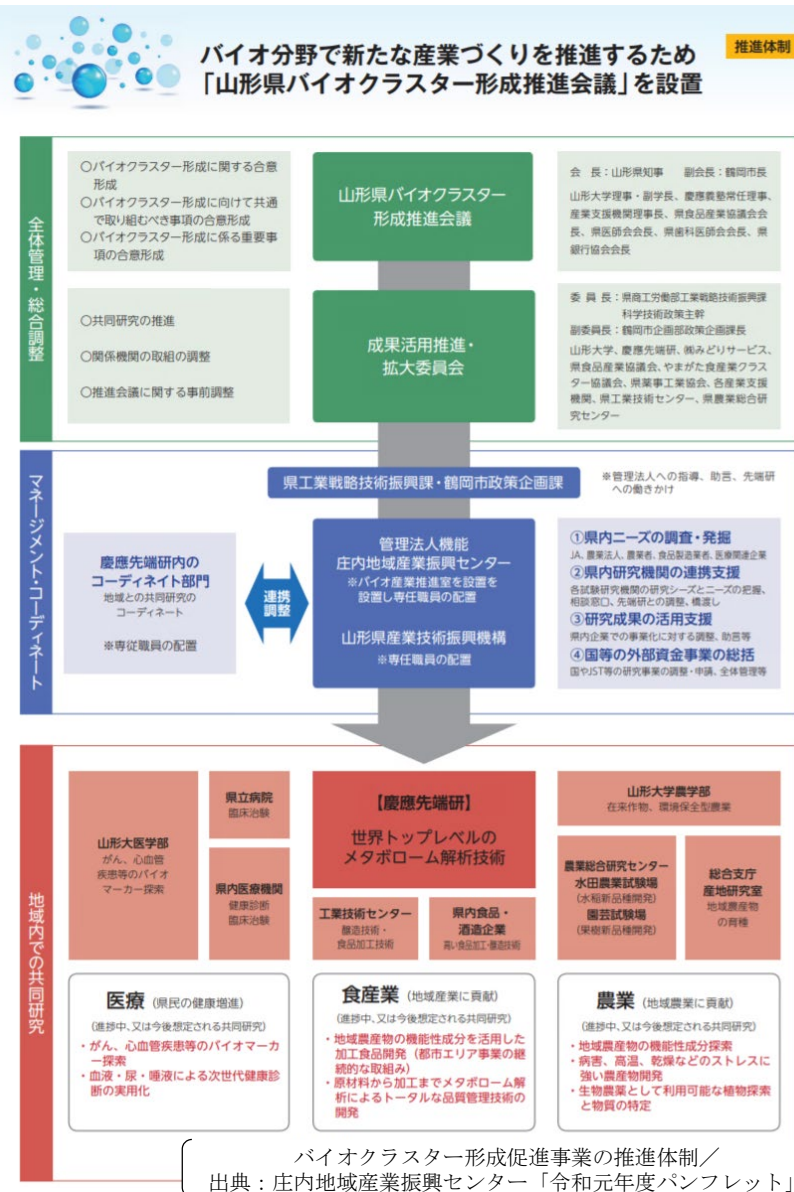 バイオ分野で新たな産業づくりを推進するため
「山形県バイオクラスター形成推進会議」を設置
推進体制
全体管理・総合調整
○バイオクラスター形成に関する合意
形成
○バイオクラスター形成に向けて共通
で取り組むべき事項の合意形成
○バイオクラスター形成に係る重要事
項の合意形成
山形県バイオクラスター
形成推進会議
会　長：山形県知事　　副会長：鶴岡市長
山形大学理事・副学長、慶應義塾常任理事、
産業支援機関理事長、県食品産業協議会会
長、県医師会会長、県歯科医師会会長、県
銀行協会会長
○共同研究の推進
○関係機関の取組の調整
○推進会議に関する事前調整
成果活用推進・
拡大委員会
委　員　長：県商工労働部工業戦略技術振興課
科学技術政策主幹
副委員長：鶴岡市企画部政策企画課長
山形大学、慶應先端研、㈱みどりサービス、
県食品産業協議会、やまがた食産業クラス
ター協議会、県薬事工業協会、各産業支援
機関、県工業技術センター、県農業総合研
究センター
マネージメント・コーディネート
県工業戦略技術振興課・鶴岡市政策企画課
※管理法人への指導、助言、先端研
への働きかけ
慶應先端研内の
コーディネイト部門
地域との共同研究の
コーディネート
※専従職員の配置
連携
調整
管理法人機能
庄内地域産業振興センター
※バイオ産業推進室を設置を
設置し専任職員の配置
山形県産業技術振興機構
※専任職員の配置
①県内ニーズの調査・発掘
JA、農業法人、農業者、食品製造業者、医療関連企業
②県内研究機関の連携支援
各試験研究機関の研究シーズとニーズの把握、
相談窓口、先端研との調整、橋渡し
③研究成果の活用支援
県内企業での事業化に対する調整、助言等
④国等の外部資金事業の総括
国やJST等の研究事業の調整・申請、全体管理等
地域内での共同研究
山形大医学部
がん、心血管
疾患等のバイオ
マーカー探索
県立病院
臨床治験
県内医療機関
健康診断
臨床治験
【慶應先端研】
世界トップレベルの
メタボローム解析技術
工業技術センター
醸造技術・
食品加工技術
県内食品・
酒造企業
高い食品加工・醸造技術
山形大学農学部
在来作物、環境保全型農業
農業総合研究センター
水田農業試験場
（水稲新品種開発）
園芸試験場
（果樹新品種開発）
総合支庁
産地研究室
地域農産物
の育種
医療（県民の健康増進）
（進捗中、又は今後想定される共同研究）
・がん、心血管疾患等のバイオマーカ
ー探索
・血液・尿・唾液による次世代健康診
断の実用化
食産業（地域産業に貢献）
（進捗中、又は今後想定される共同研究）
・地域農産物の機能性成分を活用した
加工食品開発（都市エリア事業の継
続的な取組み）
・原材料から加工までメタボローム解
析によるトータルな品質管理技術の
開発
農業（地域農業に貢献）
（進捗中、又は今後想定される共同研究）
・地域農産物の機能性成分探索
・病害、高温、乾燥などのストレスに
強い農産物開発
・生物農薬として利用可能な植物探索
と物質の特定
バイオクラスター形成促進事業の推進体制／
出典：庄内地域産業振興センター「令和元年度パンフレット」